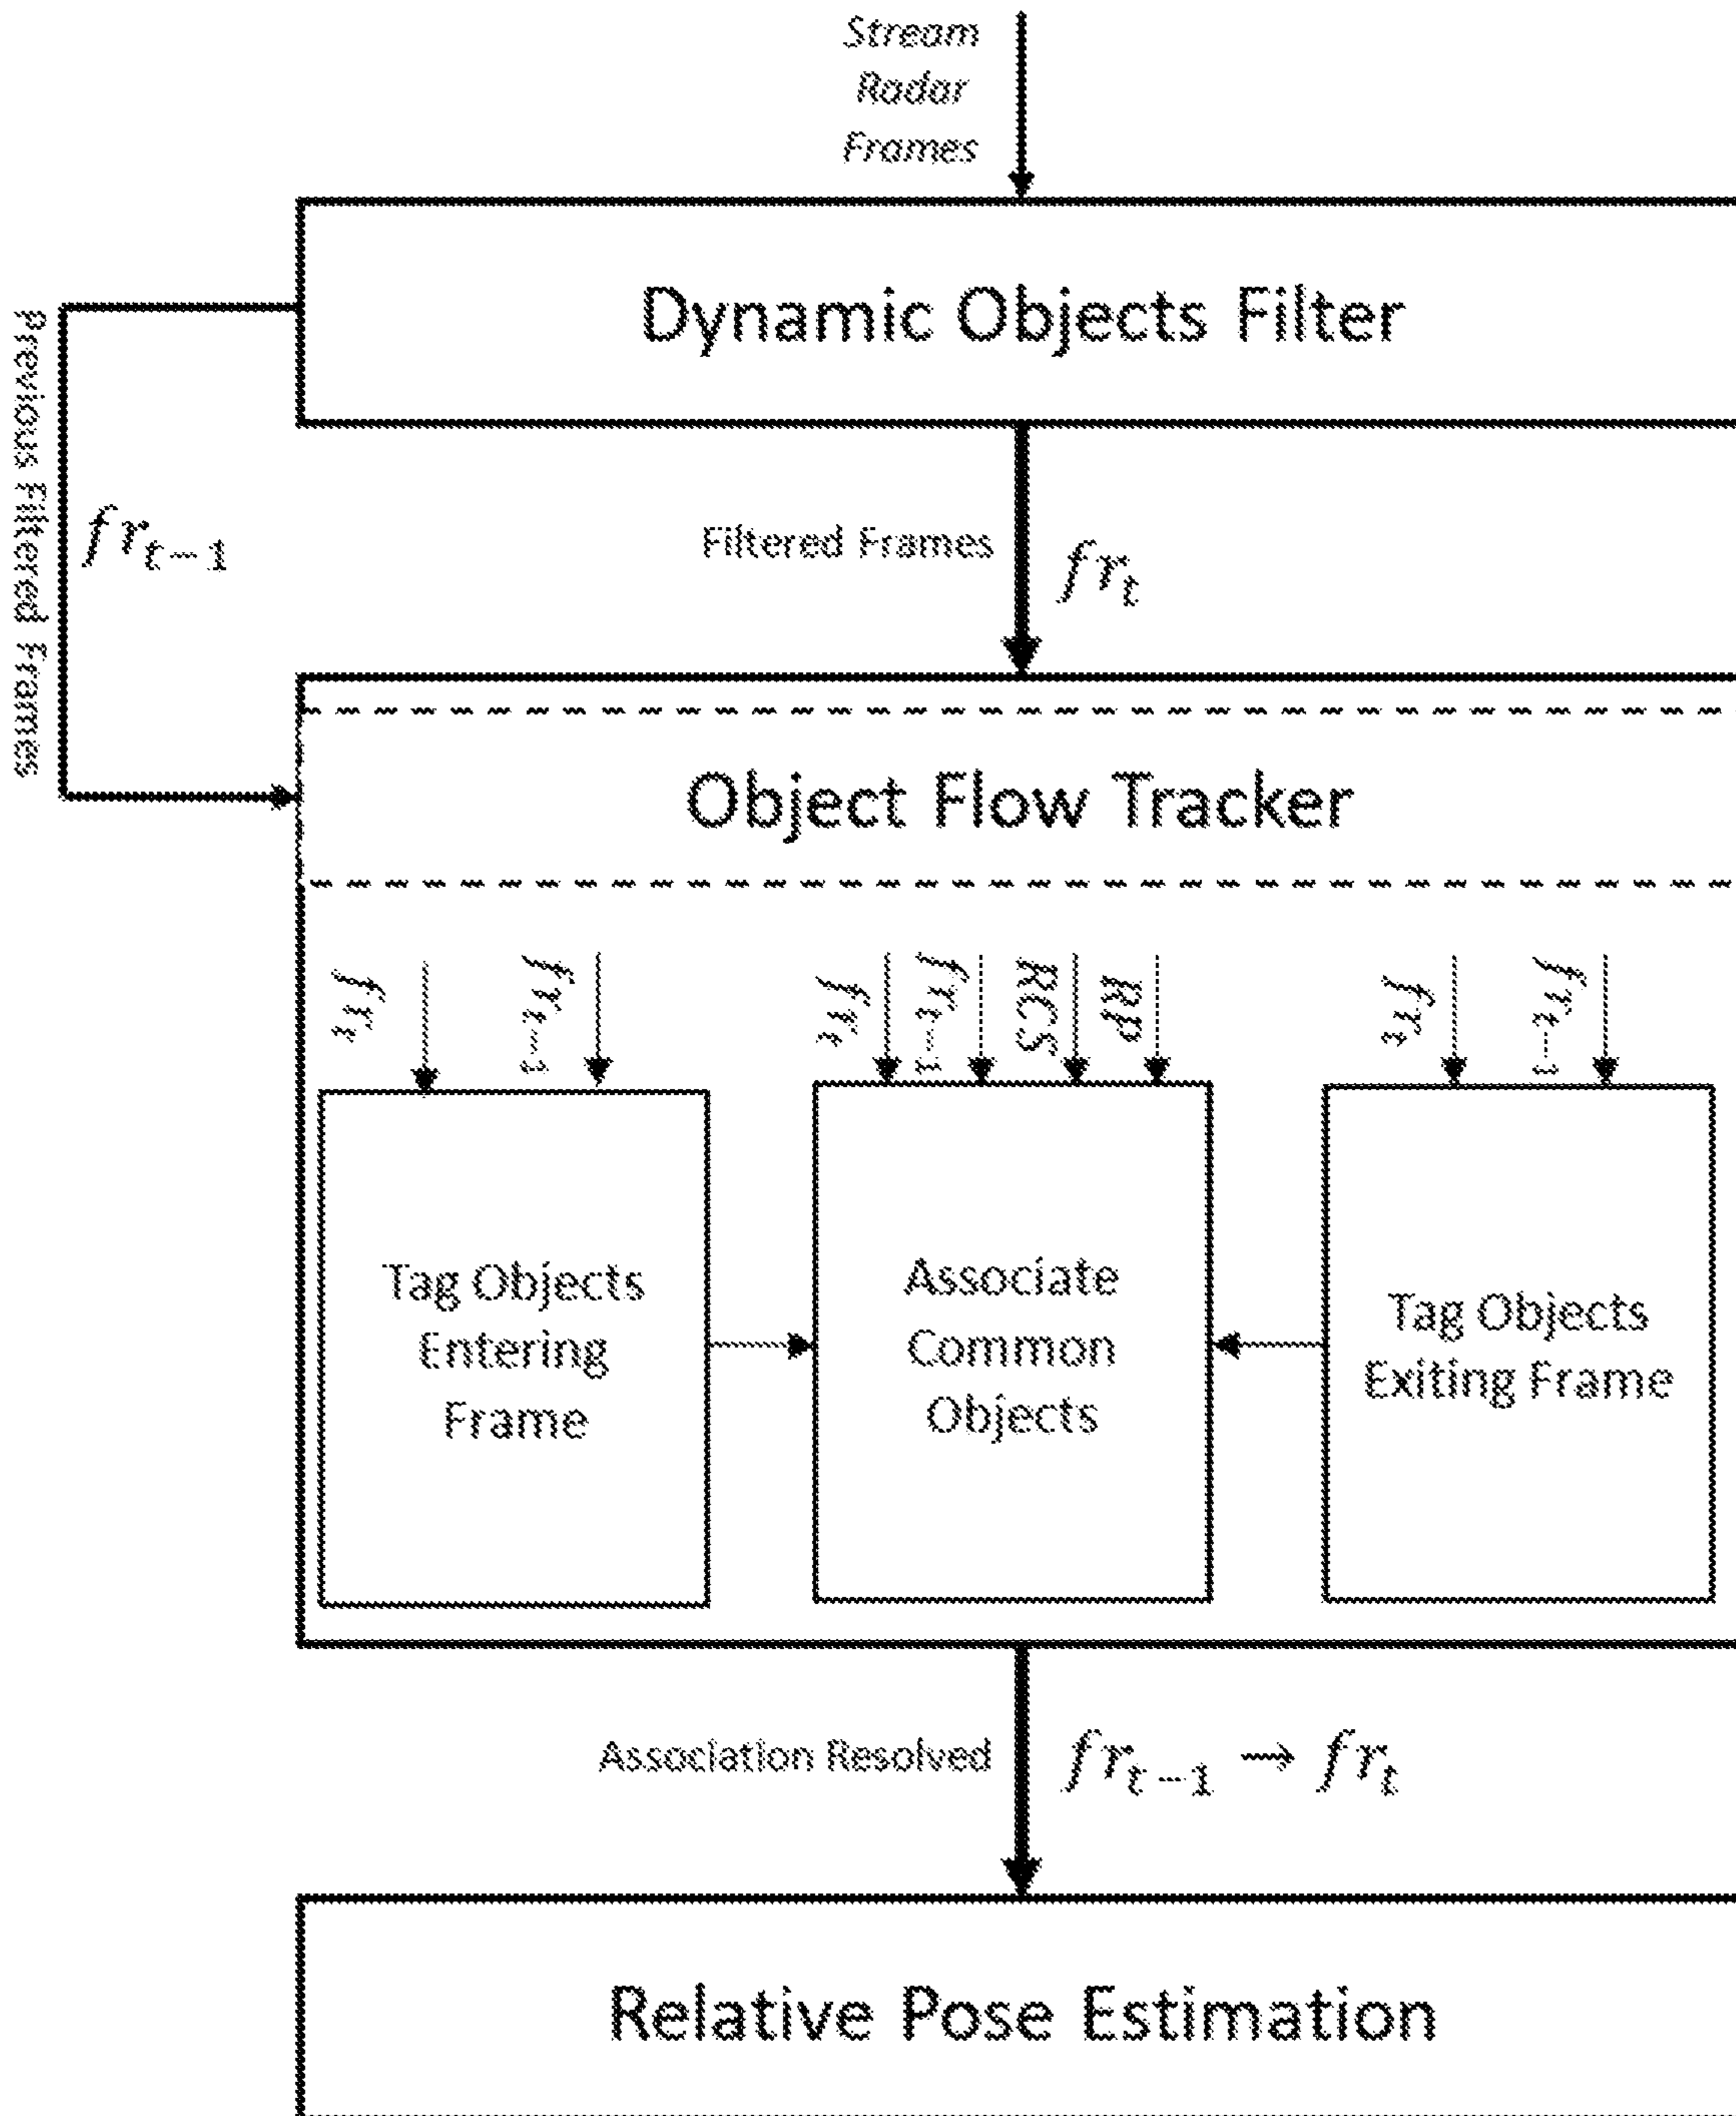 Stream
Radar
Frames
Dynamic Objects Filter
Previous Filtered Frames
fr_{t-1}
Filtered Frames
fr_t
Object Flow Tracker
fr_t
fr_{t-1}
fr_t
fr_{t-1}
RCS
RP
fr_t
fr_{t-1}
Tag Objects
Entering
Frame
Associate
Common
Objects
Tag Objects
Exiting Frame
Association Resolved
fr_{t-1} → fr_t
Relative Pose Estimation